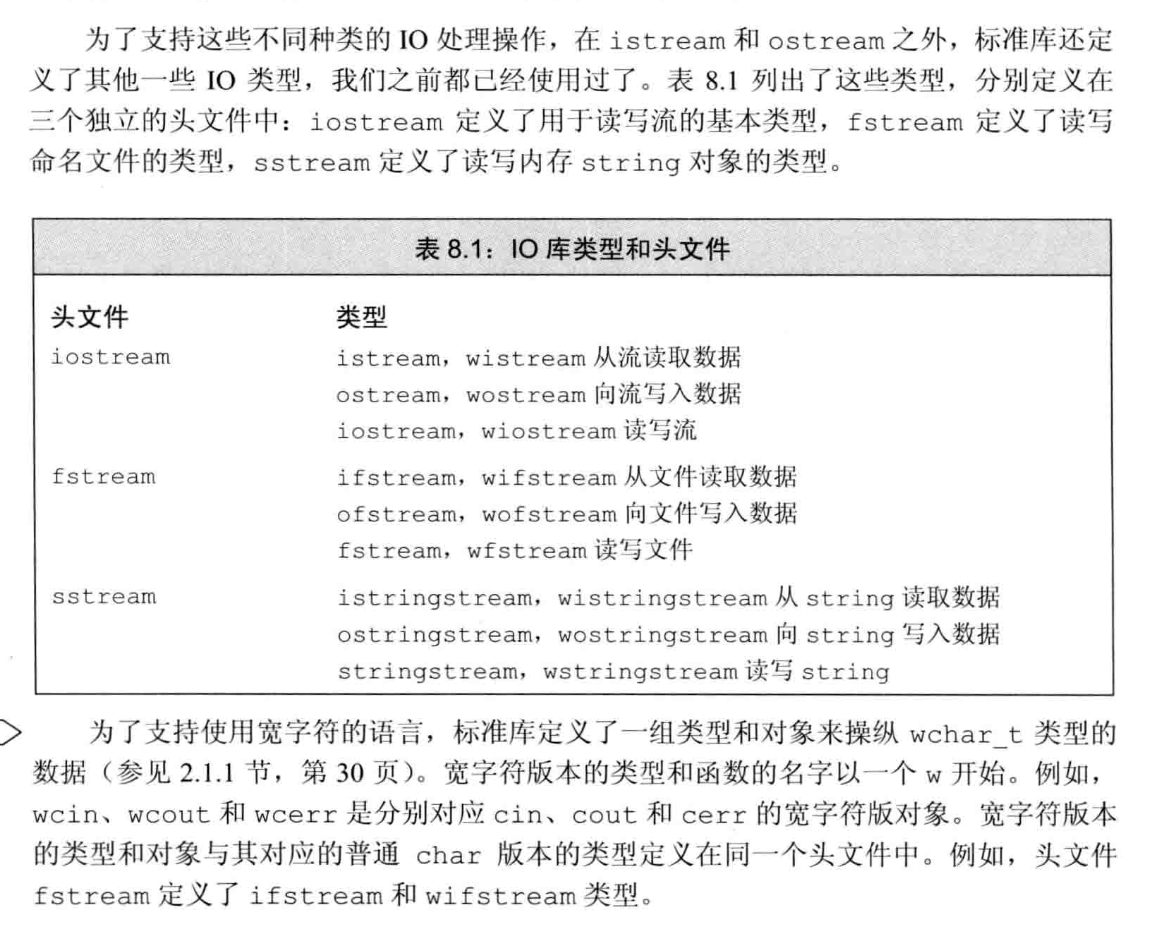 为了支持这些不同种类的 IO 处理操作，在 istream 和 ostream 之外，标准库还定
义了其他一些 IO 类型，我们之前都已经使用过了。表 8.1 列出了这些类型，分别定义在
三个独立的头文件中：iostream 定义了用于读写流的基本类型，fstream 定义了读写
命名文件的类型，sstream 定义了读写内存 string 对象的类型。
表 8.1：IO 库类型和头文件
头文件 类型
iostream istream，wistream 从流读取数据
ostream，wostream 向流写入数据
iostream，wiostream 读写流
fstream ifstream，wifstream 从文件读取数据
ofstream，wofstream 向文件写入数据
fstream，wfstream 读写文件
sstream istringstream，wistringstream 从 string 读取数据
ostringstream，wostringstream 向 string 写入数据
stringstream，wstringstream 读写 string
为了支持使用宽字符的语言，标准库定义了一组类型和对象来操纵 wchar_t 类型的
数据（参见 2.1.1 节，第 30 页）。宽字符版本的类型和函数的名字以一个 w 开始。例如，
wcin、wcout 和 wcerr 是分别对应 cin、cout 和 cerr 的宽字符版对象。宽字符版本
的类型和对象与其对应的普通 char 版本的类型定义在同一个头文件中。例如，头文件
fstream 定义了 ifstream 和 wifstream 类型。